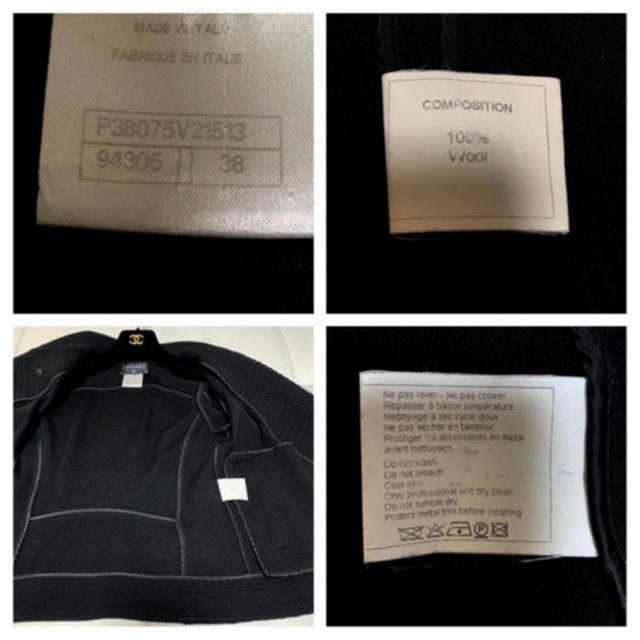 MADE IN ITALY
FABRIQUE EN ITALIE
P38075V21513
94305 38
COMPOSITION
100%
Wool
Ne pas laver - Ne pas chlorer
Repasser à basse température
Nettoyage à sec cycle doux
Ne pas sécher en tambour
Protéger les accessoires en metal
avant nettoyage
Do not wash
Do not bleach
Cool iron
Only professional soft dry clean
Do not tumble dry
Protect metal trim before cleaning